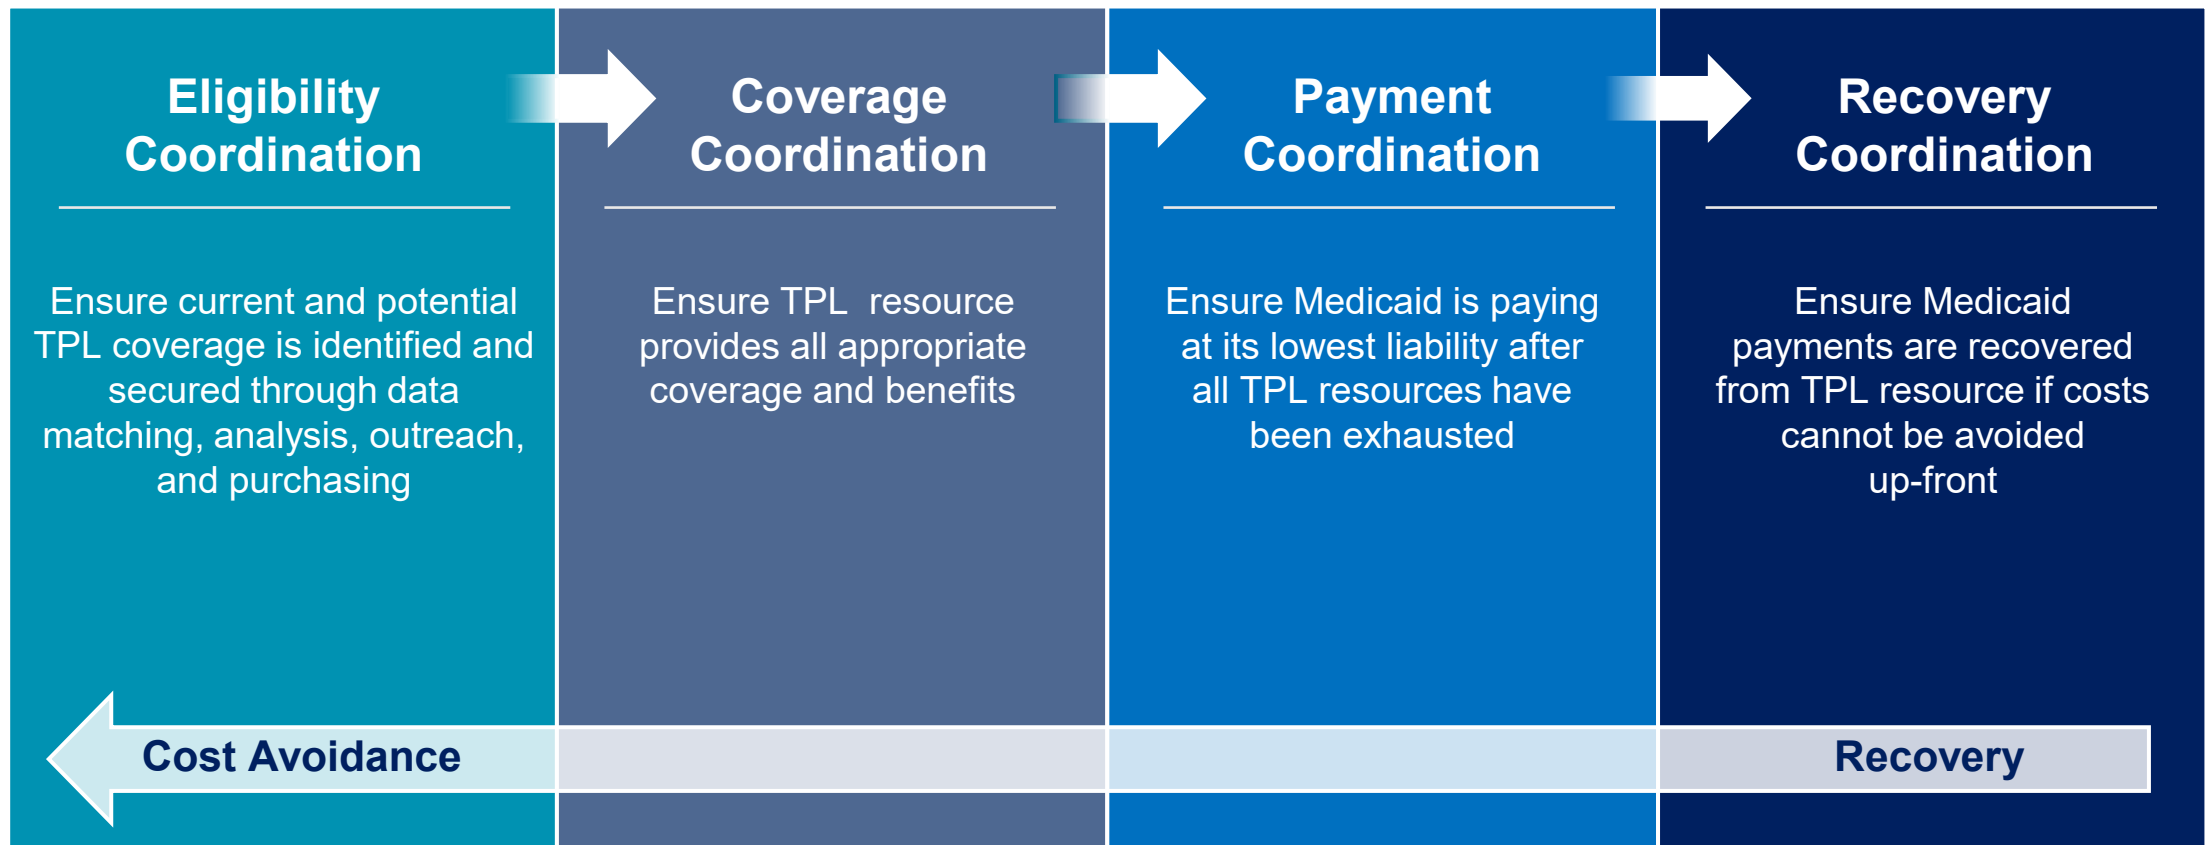 Eligibility
Coordination
Ensure current and potential
TPL coverage is identified and
secured through data
matching, analysis, outreach,
and purchasing
Coverage
Coordination
Ensure TPL  resource
provides all appropriate
coverage and benefits
Payment
Coordination
Ensure Medicaid is paying
at its lowest liability after
all TPL resources have
been exhausted
Recovery
Coordination
Ensure Medicaid
payments are recovered
from TPL resource if costs
cannot be avoided
up-front
Cost Avoidance
Recovery